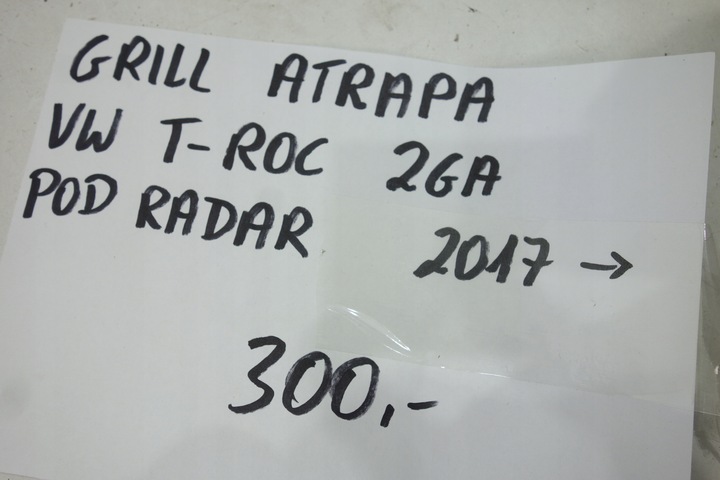 GRILL ATRAPA
VW T-ROC 2GA
POD RADAR 2017 →
300,-